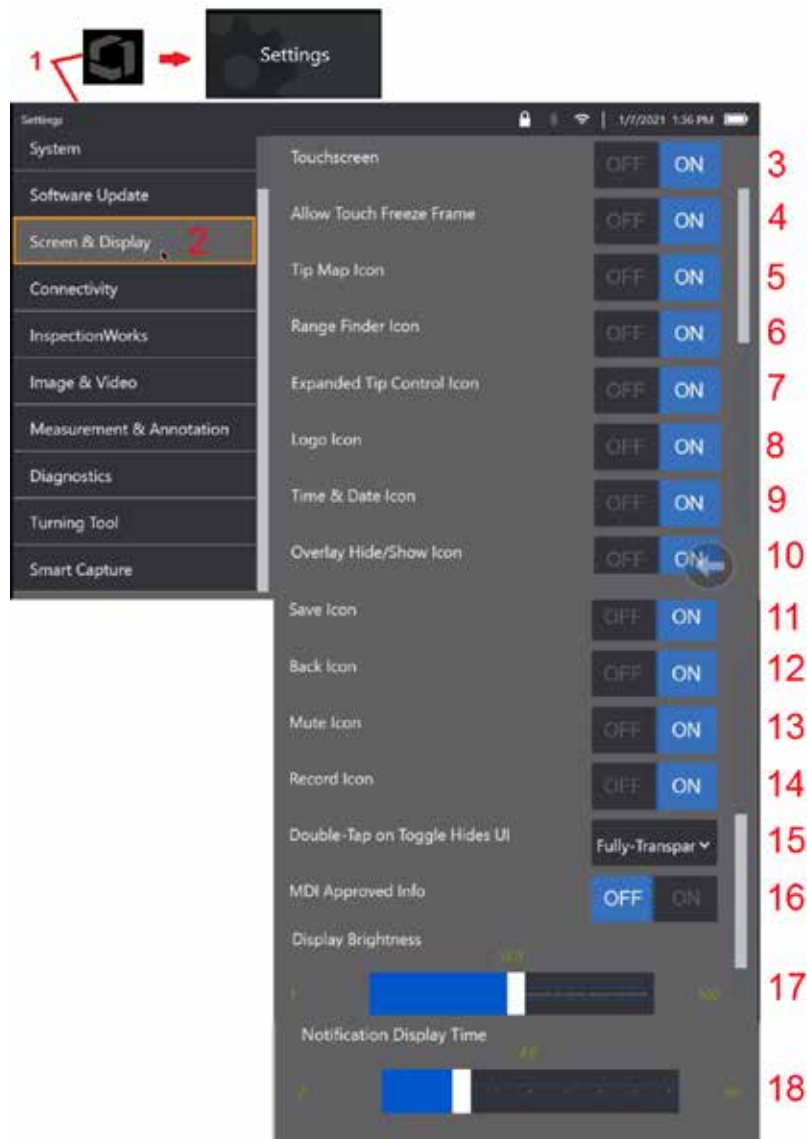 1
Settings
Settings 1/7/2021 1:36 PM
System
Software Update
Screen & Display 2
Connectivity
InspectionWorks
Image & Video
Measurement & Annotation
Diagnostics
Turning Tool
Smart Capture
Touchscreen OFF ON 3
Allow Touch Freeze Frame OFF ON 4
Tip Map Icon OFF ON 5
Range Finder Icon OFF ON 6
Expanded Tip Control Icon OFF ON 7
Logo Icon OFF ON 8
Time & Date Icon OFF ON 9
Overlay Hide/Show Icon OFF ON 10
Save Icon OFF ON 11
Back Icon OFF ON 12
Mute Icon OFF ON 13
Record Icon OFF ON 14
Double-Tap on Toggle Hides UI Fully-Transpar 15
MDI Approved Info OFF ON 16
Display Brightness
17
Notification Display Time
18